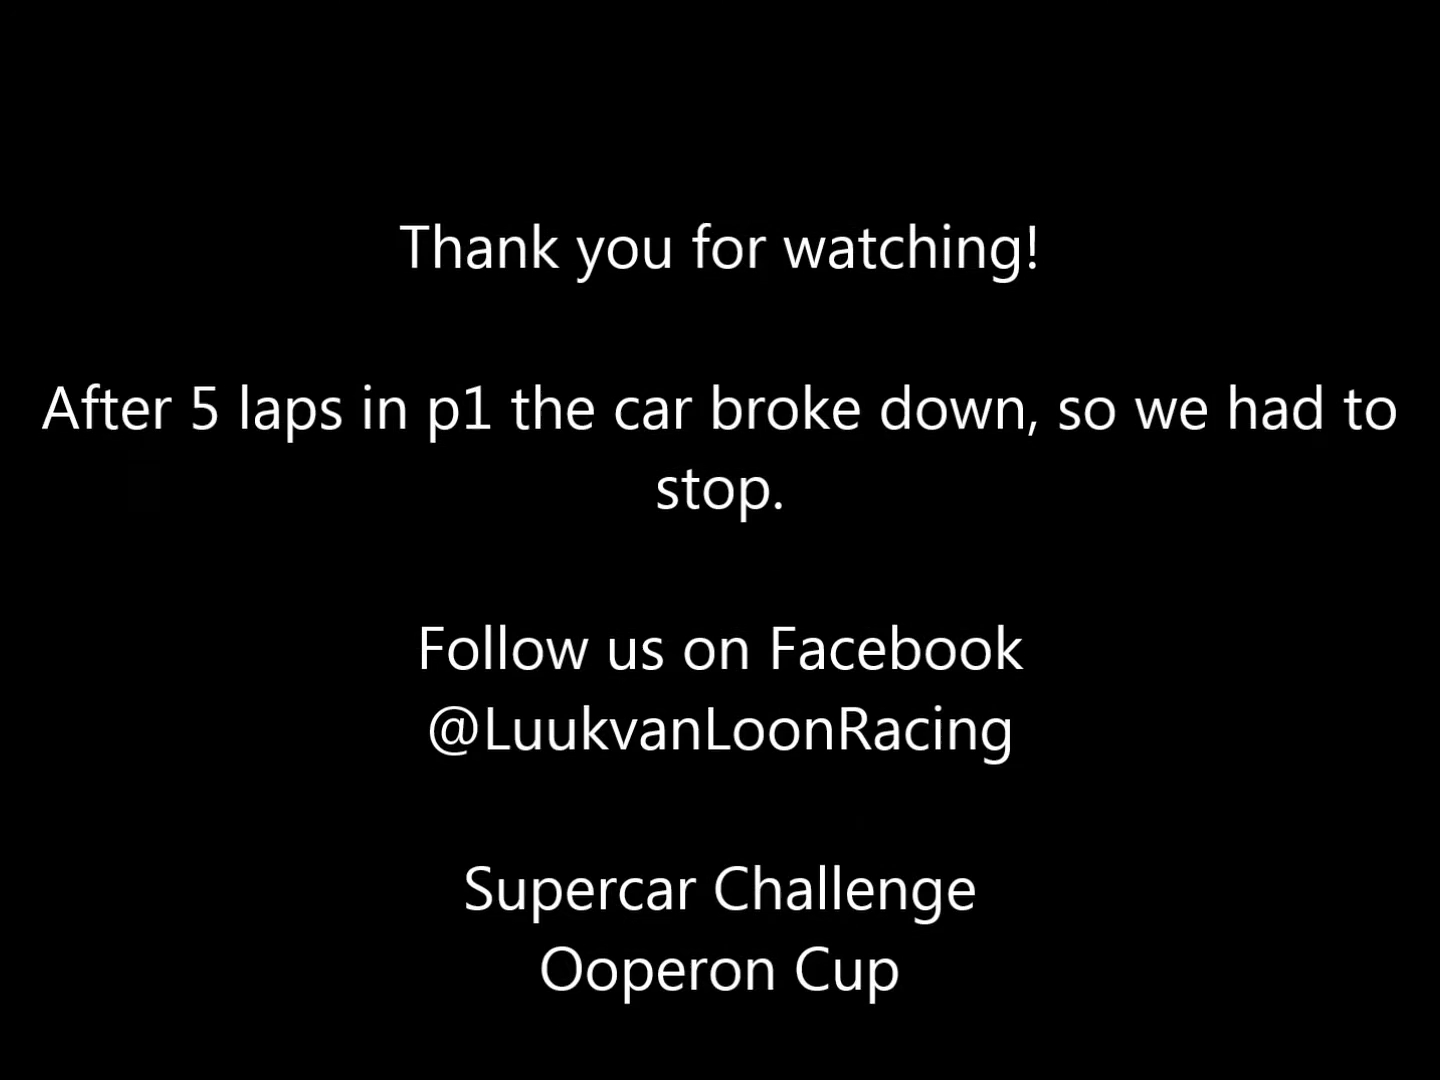 Thank you for watching!
After 5 laps in p1 the car broke down, so we had to
stop.
Follow us on Facebook
@LuukvanLoonRacing
Supercar Challenge
Ooperon Cup